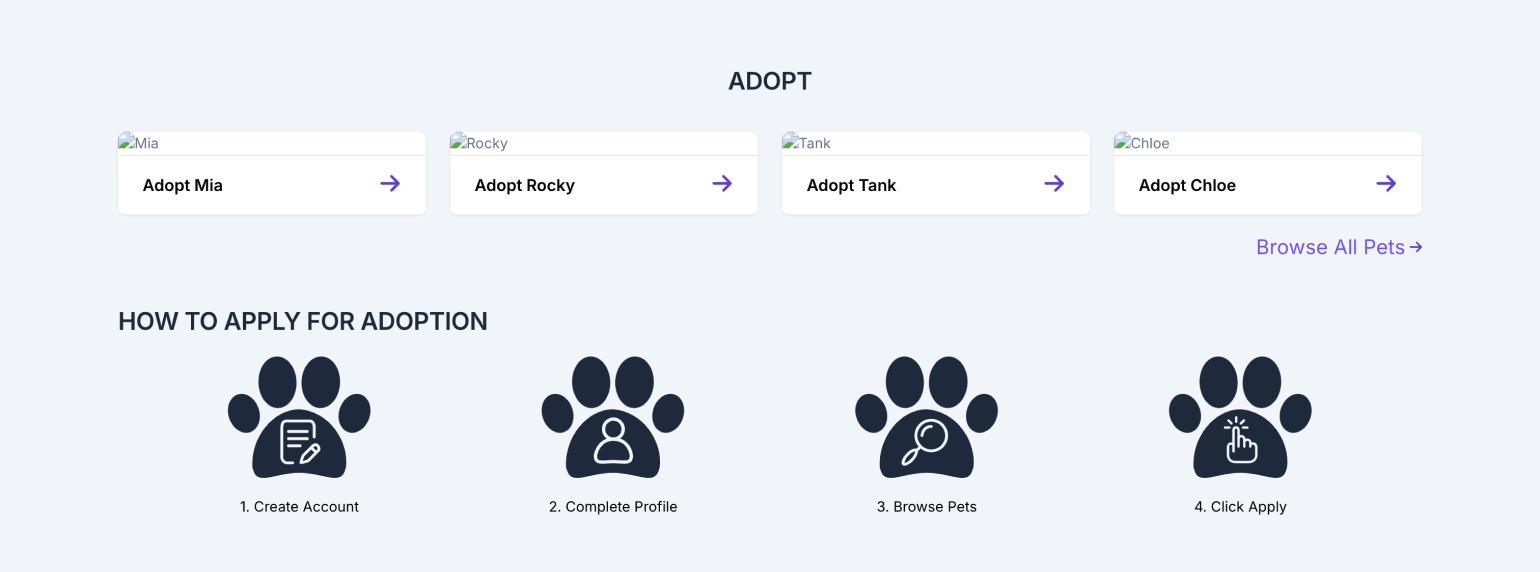 ADOPT
Mia
Rocky
Tank
Chloe
Adopt Mia
Adopt Rocky
Adopt Tank
Adopt Chloe
Browse All Pets
HOW TO APPLY FOR ADOPTION
1. Create Account
2. Complete Profile
3. Browse Pets
4. Click Apply